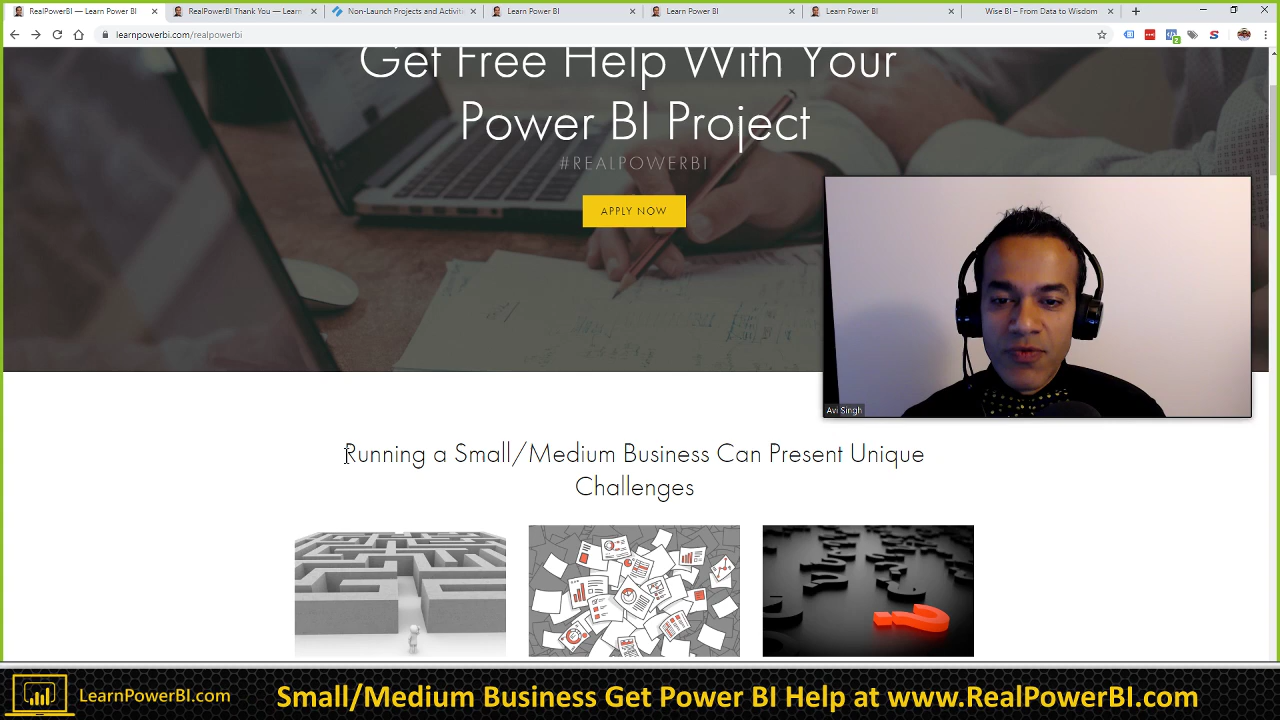 RealPowerBI — Learn Power BI
RealPowerBI Thank You — Learn
Non-Launch Projects and Activiti
Learn Power BI
Learn Power BI
Learn Power BI
Wise BI – From Data to Wisdom
learnpowerbi.com/realpowerbi
Get Free Help With Your
Power BI Project
#REALPOWERBI
APPLY NOW
Avi Singh
Running a Small/Medium Business Can Present Unique
Challenges
LearnPowerBI.com
Small/Medium Business Get Power BI Help at www.RealPowerBI.com